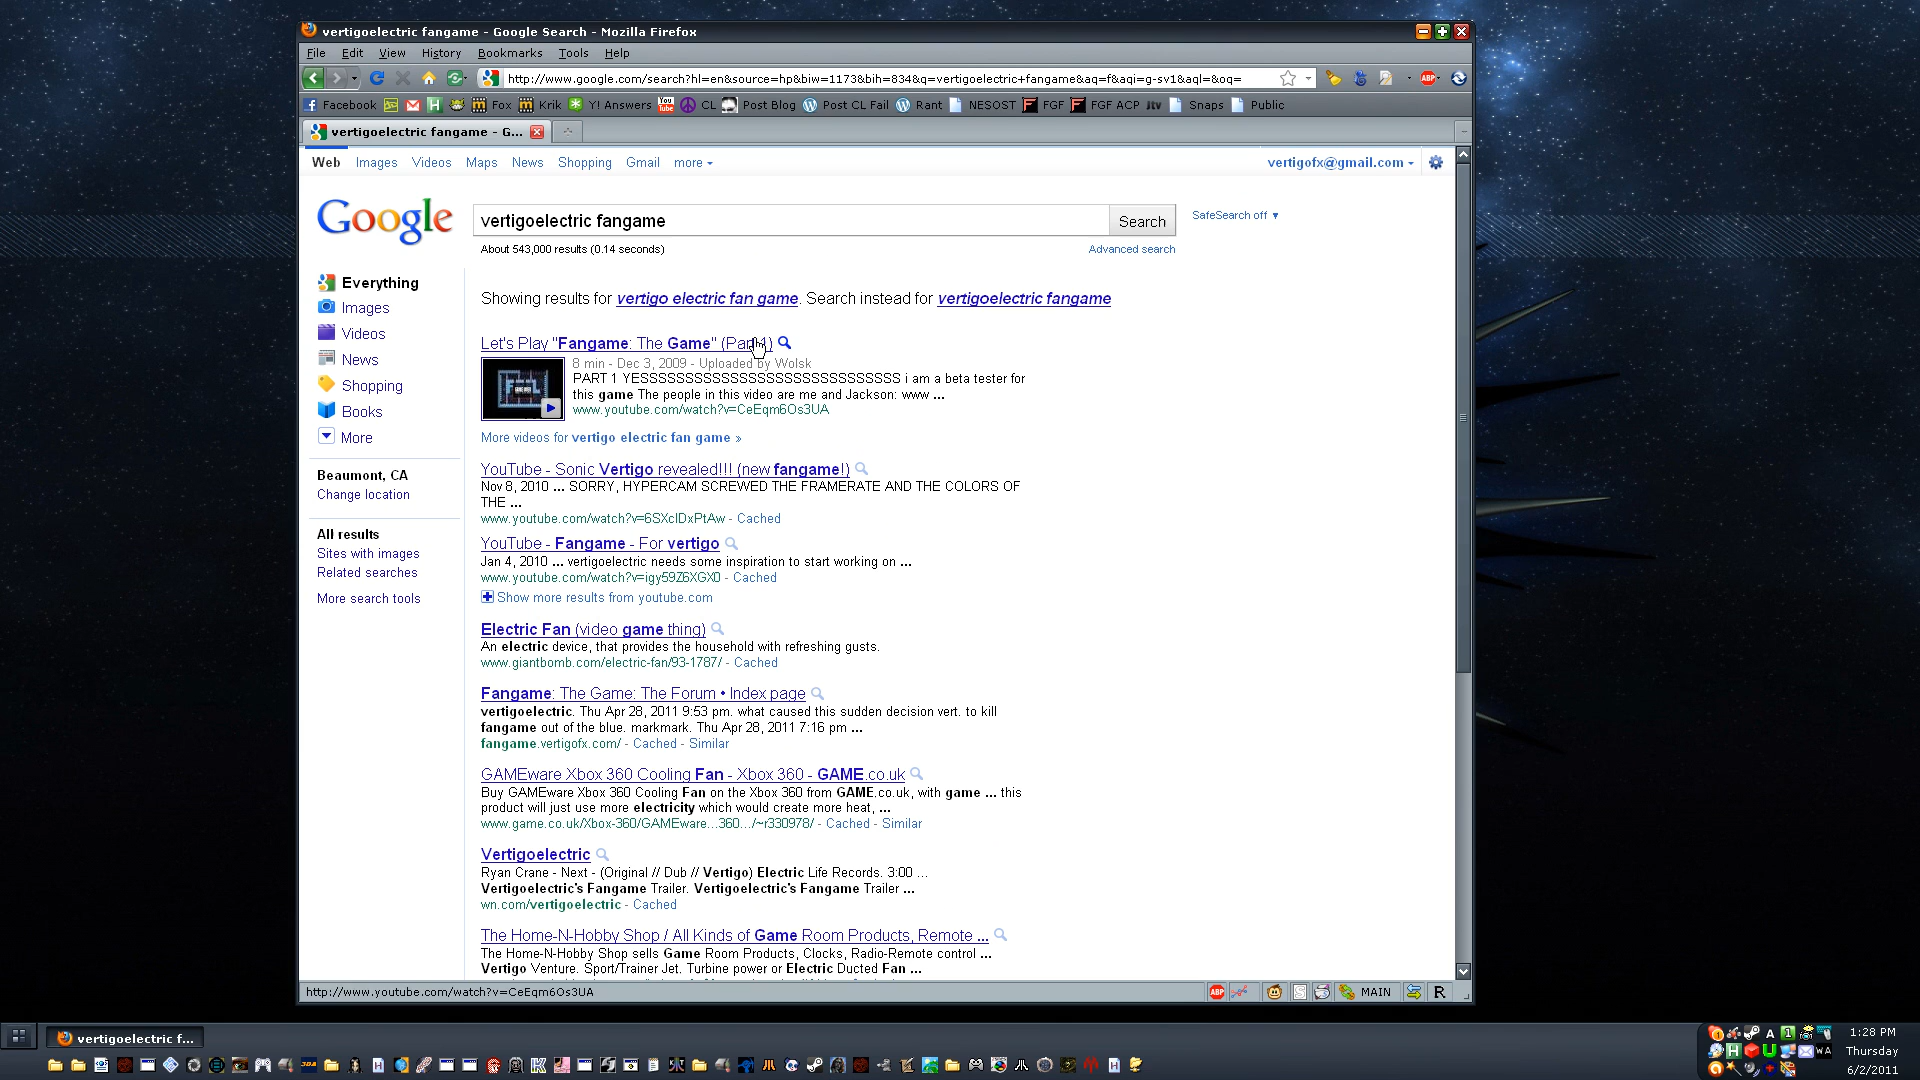 vertigoelectric fangame - Google Search - Mozilla Firefox
File Edit View History Bookmarks Tools Help
http://www.google.com/search?hl=en&source=hp&biw=1173&bih=834&q=vertigoelectric+fangame&aq=f&aqi=g-sv1&aql=&oq=
ABP
Facebook Fox Krik Y! Answers You Tube CL Post Blog Post CL Fail Rant NESOST FGF FGF ACP jtv Snaps Public
vertigoelectric fangame - G...
Web Images Videos Maps News Shopping Gmail more
vertigofx@gmail.com
Google
vertigoelectric fangame
Search
SafeSearch off ▼
About 543,000 results (0.14 seconds)
Advanced search
Everything
Images
Videos
News
Shopping
Books
More
Beaumont, CA
Change location
All results
Sites with images
Related searches
More search tools
Showing results for vertigo electric fan game. Search instead for vertigoelectric fangame
Let's Play "Fangame: The Game" (Part 1)
8 min - Dec 3, 2009 - Uploaded by Wolsk
PART 1 YESSSSSSSSSSSSSSSSSSSSSSSSSSSSS i am a beta tester for
this game The people in this video are me and Jackson: www ...
www.youtube.com/watch?v=CeEqm6Os3UA
More videos for vertigo electric fan game »
YouTube - Sonic Vertigo revealed!!! (new fangame!)
Nov 8, 2010 ... SORRY, HYPERCAM SCREWED THE FRAMERATE AND THE COLORS OF
THE ...
www.youtube.com/watch?v=6SXclDxPtAw - Cached
YouTube - Fangame - For vertigo
Jan 4, 2010 ... vertigoelectric needs some inspiration to start working on ...
www.youtube.com/watch?v=igy59Z6XGX0 - Cached
Show more results from youtube.com
Electric Fan (video game thing)
An electric device, that provides the household with refreshing gusts.
www.giantbomb.com/electric-fan/93-1787/ - Cached
Fangame: The Game: The Forum • Index page
vertigoelectric. Thu Apr 28, 2011 9:53 pm. what caused this sudden decision vert. to kill
fangame out of the blue. markmark. Thu Apr 28, 2011 7:16 pm ...
fangame.vertigofx.com/ - Cached - Similar
GAMEware Xbox 360 Cooling Fan - Xbox 360 - GAME.co.uk
Buy GAMEware Xbox 360 Cooling Fan on the Xbox 360 from GAME.co.uk, with game ... this
product will just use more electricity which would create more heat, ...
www.game.co.uk/Xbox-360/GAMEware...360.../~r330978/ - Cached - Similar
Vertigoelectric
Ryan Crane - Next - (Original // Dub // Vertigo) Electric Life Records. 3:00 ...
Vertigoelectric's Fangame Trailer. Vertigoelectric's Fangame Trailer ...
wn.com/vertigoelectric - Cached
The Home-N-Hobby Shop / All Kinds of Game Room Products, Remote ...
The Home-N-Hobby Shop sells Game Room Products, Clocks, Radio-Remote control ...
Vertigo Venture. Sport/Trainer Jet. Turbine power or Electric Ducted Fan ...
http://www.youtube.com/watch?v=CeEqm6Os3UA
ABP MAIN R
vertigoelectric f...
1:28 PM
Thursday
6/2/2011